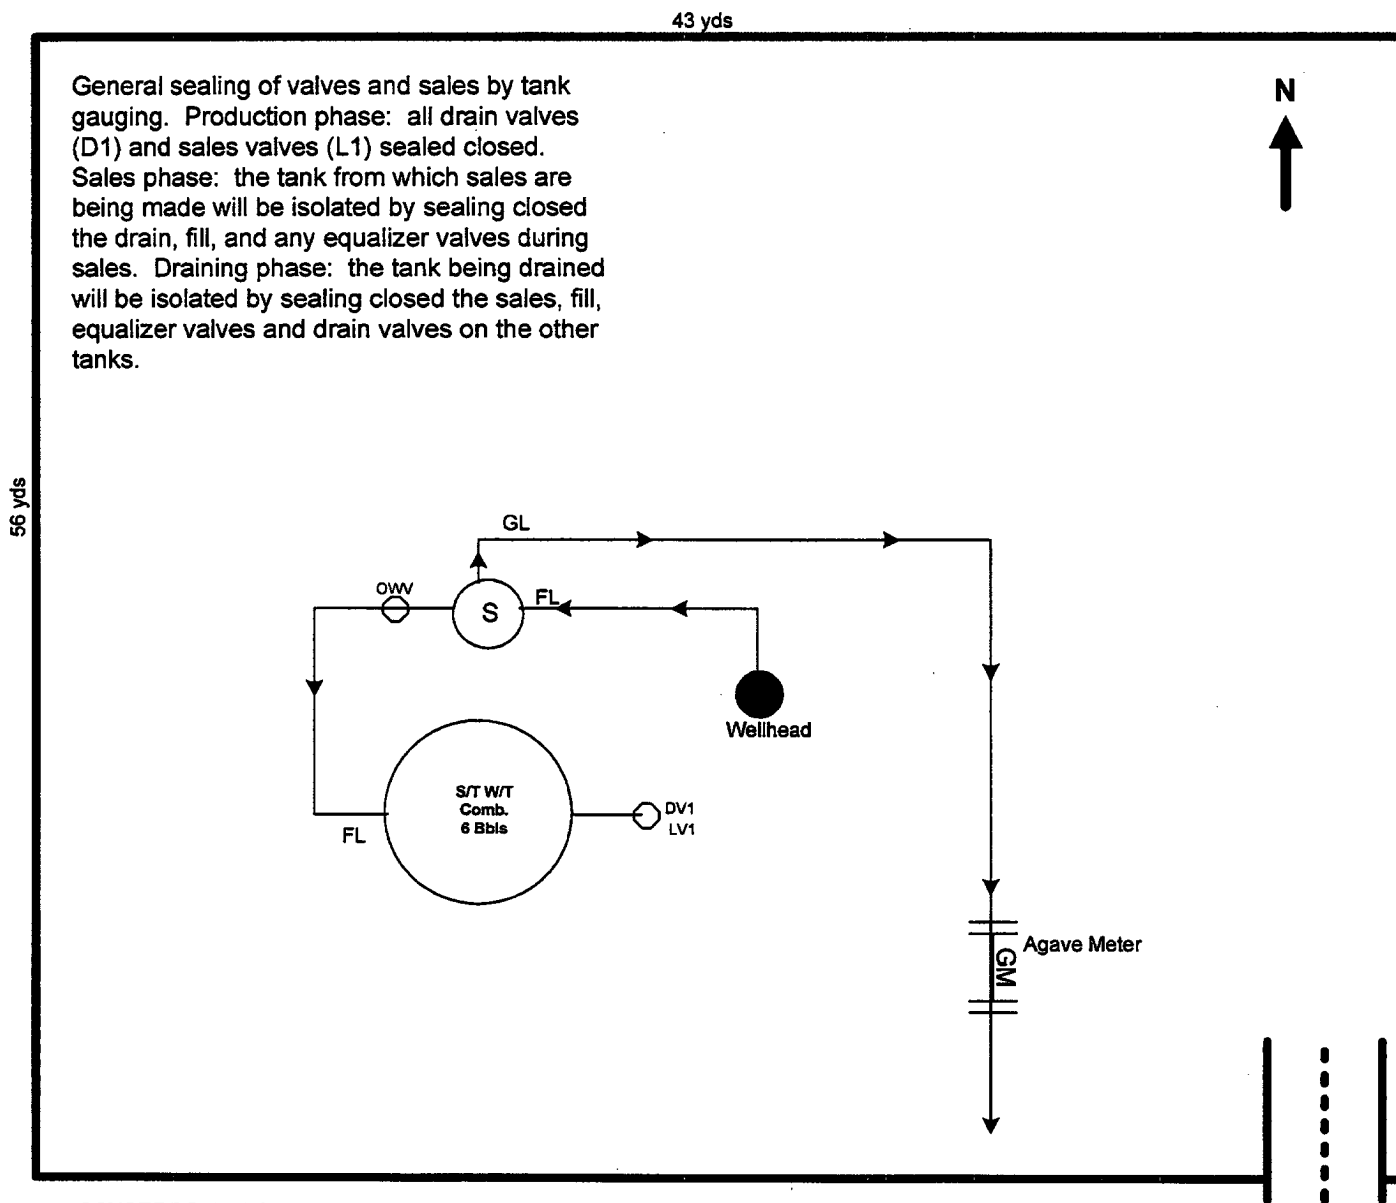 43 yds
General sealing of valves and sales by tank
gauging. Production phase: all drain valves
(D1) and sales valves (L1) sealed closed.
Sales phase: the tank from which sales are
being made will be isolated by sealing closed
the drain, fill, and any equalizer valves during
sales. Draining phase: the tank being drained
will be isolated by sealing closed the sales, fill,
equalizer valves and drain valves on the other
tanks.
N
56 yds
GL
OWV
S
FL
Wellhead
S/T W/T
Comb.
6 Bbls
DV1
LV1
FL
Agave Meter
GM